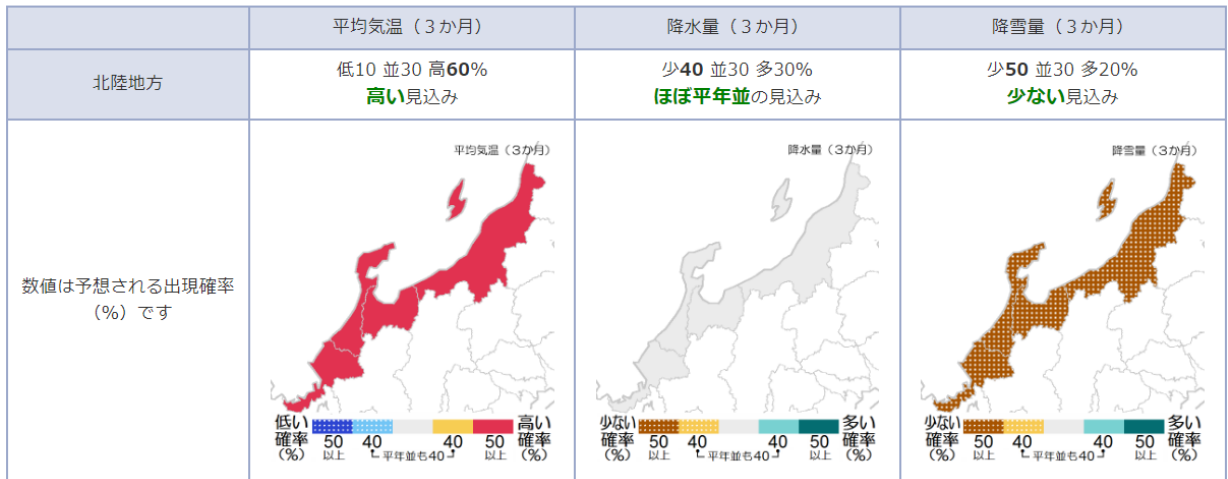 平均気温（３か月）
降水量（３か月）
降雪量（３か月）
北陸地方
低10 並30 高60%
高い見込み
少40 並30 多30%
ほぼ平年並の見込み
少50 並30 多20%
少ない見込み
数値は予想される出現確率
（%）です
平均気温（３か月）
低い
確率
(%)
50
以上
40
平年並も40
40
50
以上
高い
確率
(%)
降水量（３か月）
少ない
確率
(%)
50
以上
40
平年並も40
40
50
以上
多い
確率
(%)
降雪量（３か月）
少ない
確率
(%)
50
以上
40
平年並も40
40
50
以上
多い
確率
(%)